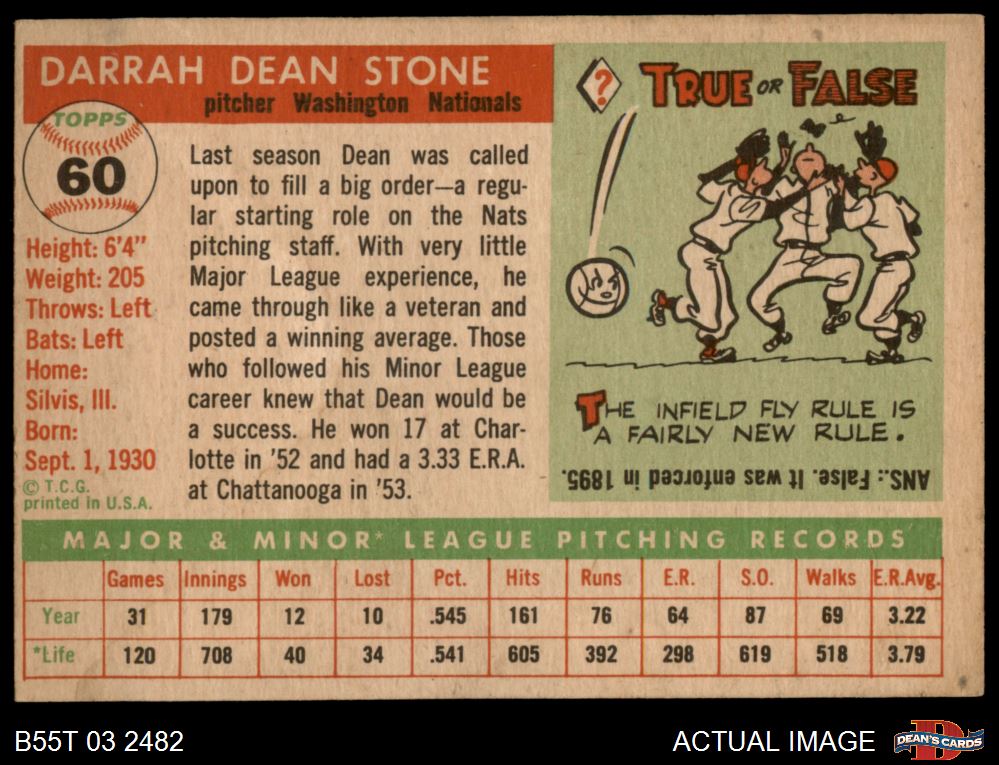 DARRAH DEAN STONE
pitcher Washington Nationals
TOPPS
60
Height: 6'4"
Weight: 205
Throws: Left
Bats: Left
Home:
Silvis, Ill.
Born:
Sept. 1, 1930
© T.C.G.
printed in U.S.A.
Last season Dean was called
upon to fill a big order—a regu-
lar starting role on the Nats
pitching staff. With very little
Major League experience, he
came through like a veteran and
posted a winning average. Those
who followed his Minor League
career knew that Dean would be
a success. He won 17 at Char-
lotte in '52 and had a 3.33 E.R.A.
at Chattanooga in '53.
? TRUE OR FALSE
THE INFIELD FLY RULE IS
A FAIRLY NEW RULE.
ANS.: False. It was enforced in 1895.
MAJOR & MINOR* LEAGUE PITCHING RECORDS
Games Innings Won Lost Pct. Hits Runs E.R. S.O. Walks E.R.Avg.
Year 31 179 12 10 .545 161 76 64 87 69 3.22
*Life 120 708 40 34 .541 605 392 298 619 518 3.79
B55T 03 2482
ACTUAL IMAGE
DEAN'S CARDS